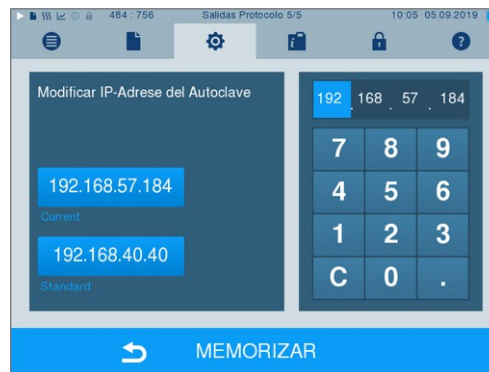 484 : 756 Salidas Protocolo 5/5 10:05 05.09.2019
Modificar IP-Adrese del Autoclave
192.168.57.184
Current
192.168.40.40
Standard
192 . 168 . 57 . 184
7 8 9
4 5 6
1 2 3
C 0 .
MEMORIZAR